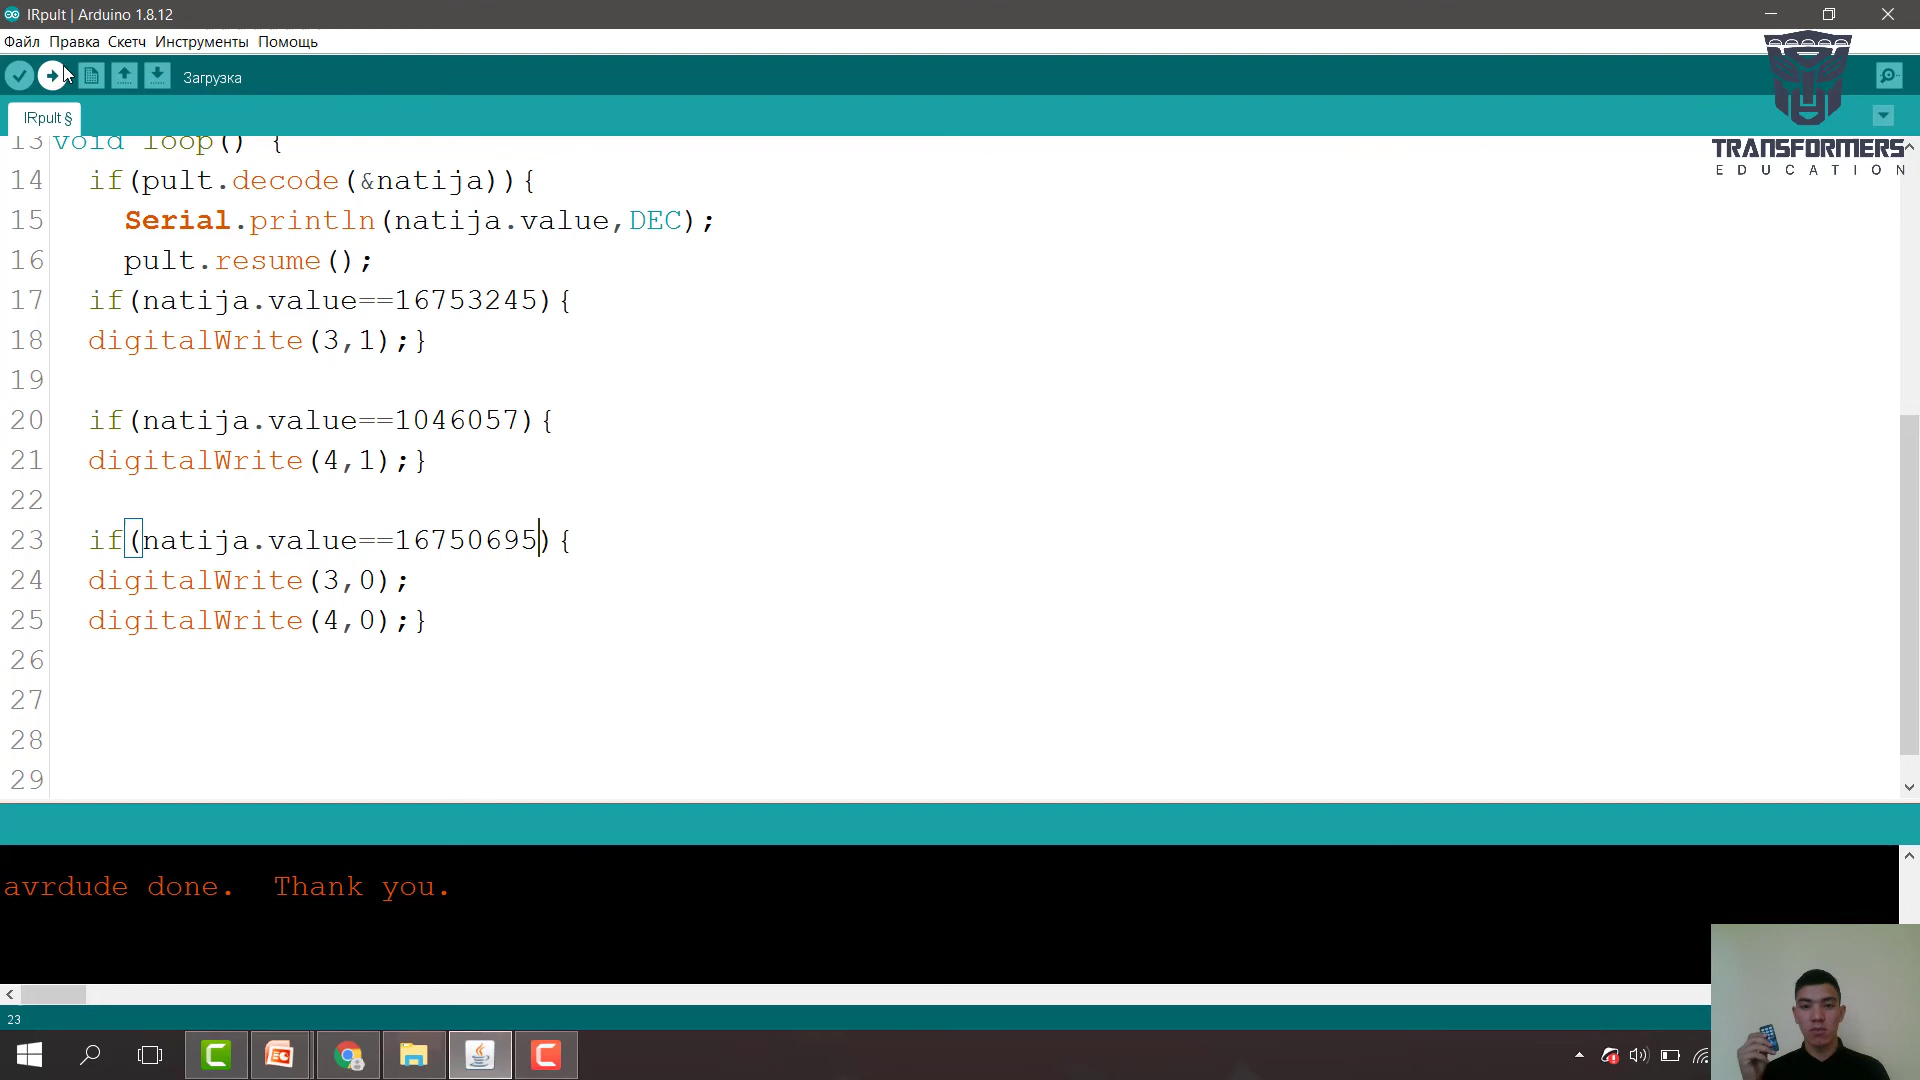 IRpult | Arduino 1.8.12
Файл Правка Скетч Инструменты Помощь
Загрузка
IRpult §
TRANSFORMERS
EDUCATION
13 void loop() {
14 if(pult.decode(&natija)){
15 Serial.println(natija.value,DEC);
16 pult.resume();
17 if(natija.value==16753245){
18 digitalWrite(3,1);}
19
20 if(natija.value==1046057){
21 digitalWrite(4,1);}
22
23 if(natija.value==16750695){
24 digitalWrite(3,0);
25 digitalWrite(4,0);}
26
27
28
29
avrdude done.  Thank you.
23